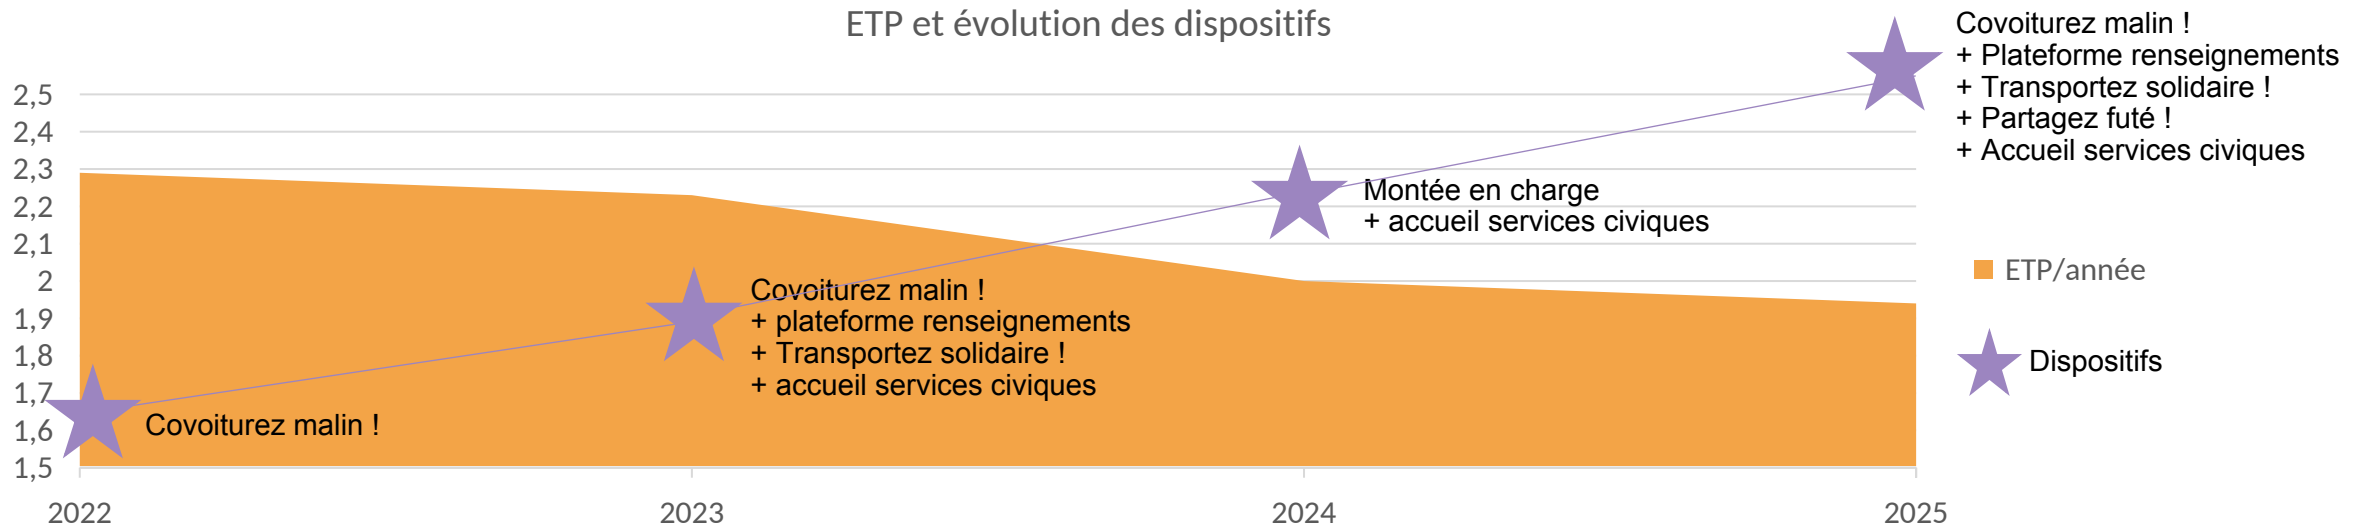 ETP et évolution des dispositifs
2,5
2,4
2,3
2,2
2,1
2
1,9
1,8
1,7
1,6
1,5
2022
2023
2024
2025
Covoiturez malin !
Covoiturez malin !
+ plateforme renseignements
+ Transportez solidaire !
+ accueil services civiques
Montée en charge
+ accueil services civiques
Covoiturez malin !
+ Plateforme renseignements
+ Transportez solidaire !
+ Partagez futé !
+ Accueil services civiques
ETP/année
Dispositifs